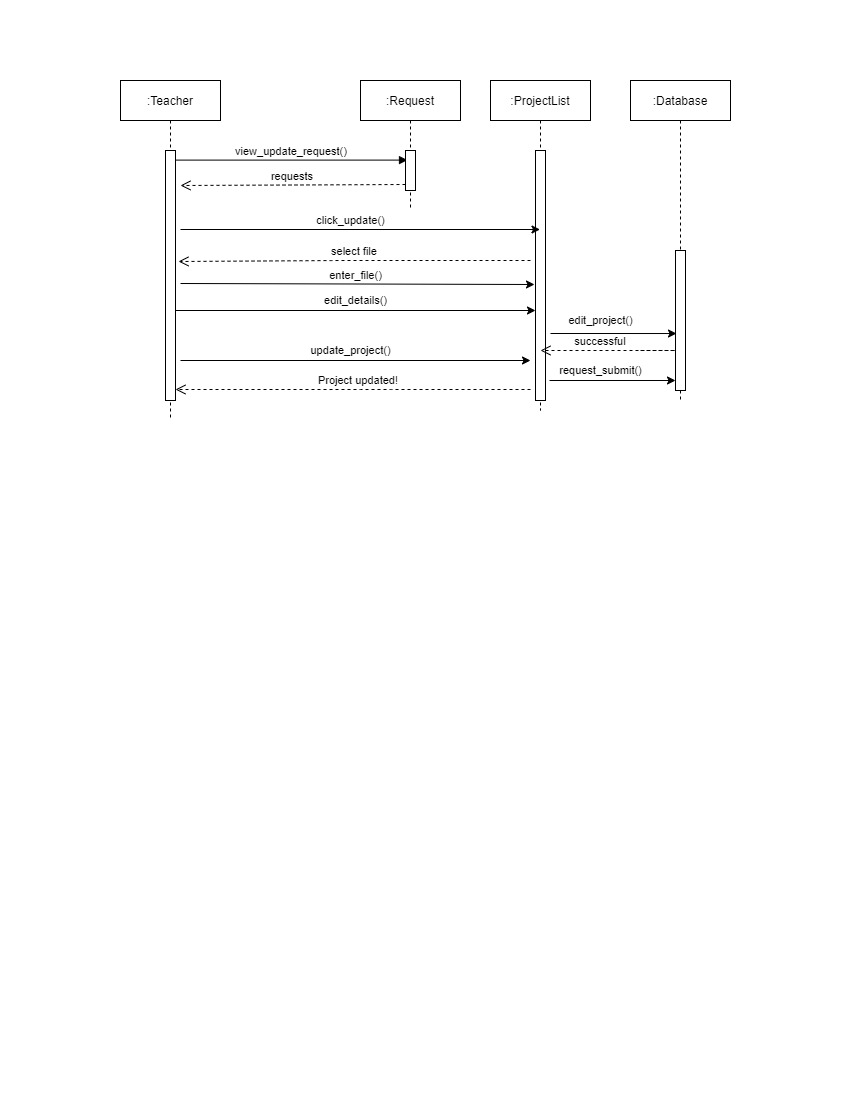 :Teacher
:Request
:ProjectList
:Database
view_update_request()
requests
click_update()
select file
enter_file()
edit_details()
edit_project()
successful
update_project()
request_submit()
Project updated!